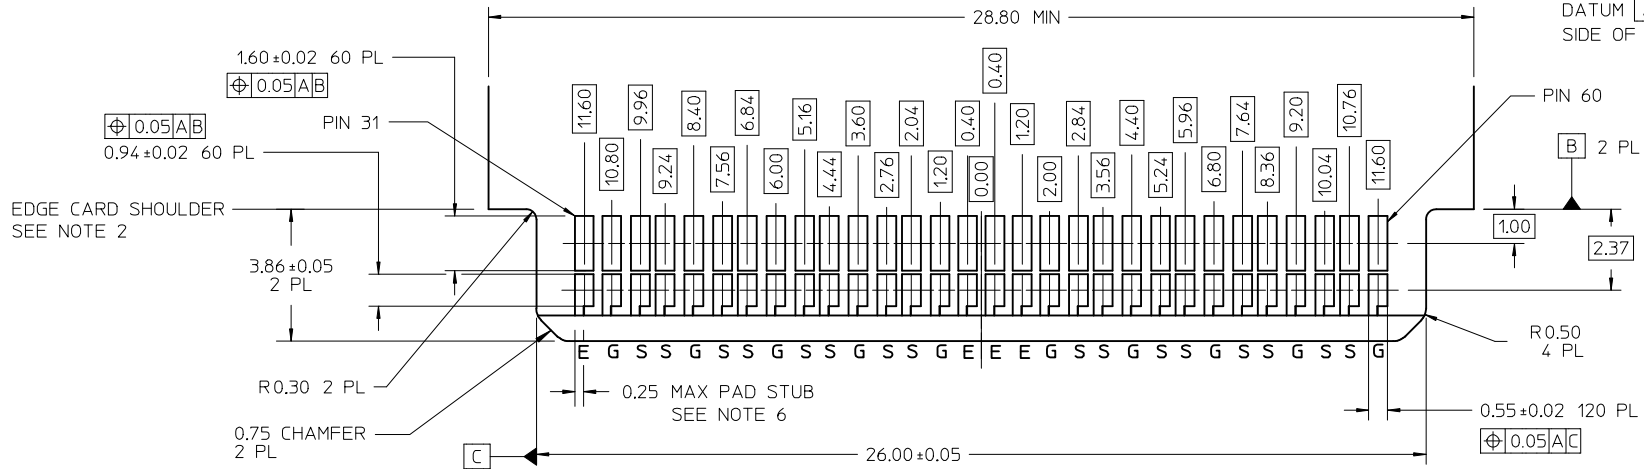 28.80 MIN
DATUM
SIDE OF
1.60±0.02 60 PL
⌖ 0.05 A B
⌖ 0.05 A B
0.94±0.02 60 PL
PIN 31
PIN 60
B 2 PL
EDGE CARD SHOULDER
SEE NOTE 2
11.60
10.80
9.96
9.24
8.40
7.56
6.84
6.00
5.16
4.44
3.60
2.76
2.04
1.20
0.40
0.00
0.40
1.20
2.00
2.84
3.56
4.40
5.24
5.96
6.80
7.64
8.36
9.20
10.04
10.76
11.60
1.00
2.37
3.86±0.05
2 PL
E G S S G S S G S S G S S G E E E G S S G S S G S S G S S G
R0.50
4 PL
R0.30 2 PL
0.25 MAX PAD STUB
SEE NOTE 6
0.75 CHAMFER
2 PL
0.55±0.02 120 PL
⌖ 0.05 A C
C
26.00±0.05